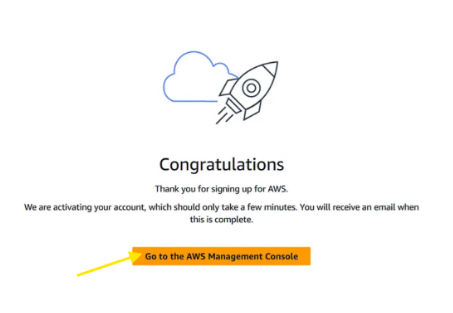 Congratulations
Thank you for signing up for AWS.
We are activating your account, which should only take a few minutes. You will receive an email when
this is complete.
Go to the AWS Management Console